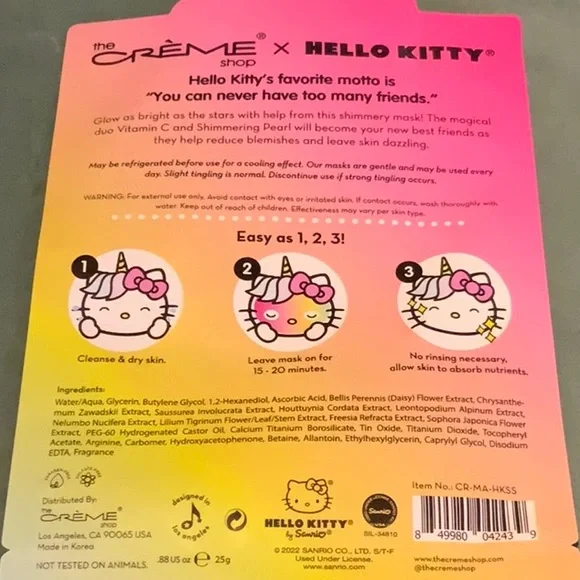 the CRÈME® shop × HELLO KITTY®
Hello Kitty's favorite motto is
"You can never have too many friends."
Glow as bright as the stars with help from this shimmery mask! The magical
duo Vitamin C and Shimmering Pearl will become your new best friends as
they help reduce blemishes and leave skin dazzling.
May be refrigerated before use for a cooling effect. Our masks are gentle and may be used every
day. Slight tingling is normal. Discontinue use if strong tingling occurs.
WARNING: For external use only. Avoid contact with eyes or irritated skin. If contact occurs, wash thoroughly with
water. Keep out of reach of children. Effectiveness may vary per skin type.
Easy as 1, 2, 3!
1
2
3
Cleanse & dry skin.
Leave mask on for
15 - 20 minutes.
No rinsing necessary,
allow skin to absorb nutrients.
Ingredients:
Water/Aqua, Glycerin, Butylene Glycol, 1,2-Hexanediol, Ascorbic Acid, Bellis Perennis (Daisy) Flower Extract, Chrysanthe-
mum Zawadskii Extract, Saussurea Involucrata Extract, Houttuynia Cordata Extract, Leontopodium Alpinum Extract,
Nelumbo Nucifera Extract, Lilium Tigrinum Flower/Leaf/Stem Extract, Freesia Refracta Extract, Sophora Japonica Flower
Extract, PEG-60 Hydrogenated Castor Oil, Calcium Titanium Borosilicate, Tin Oxide, Titanium Dioxide, Tocopheryl
Acetate, Arginine, Carbomer, Hydroxyacetophenone, Betaine, Allantoin, Ethylhexylglycerin, Caprylyl Glycol, Disodium
EDTA, Fragrance
Distributed By:
the CRÈME shop
Los Angeles, CA 90065 USA
Made in Korea
NOT TESTED ON ANIMALS.
designed in los angeles
.88 US oz e 25g
HELLO KITTY®
by Sanrio®
Sanrio
SIL-34810
© 2022 SANRIO CO., LTD. S/T·F
Used Under License.
www.sanrio.com
Item No.: CR-MA-HKSS
8 49980 04243 9
www.thecremeshop.com
@thecremeshop